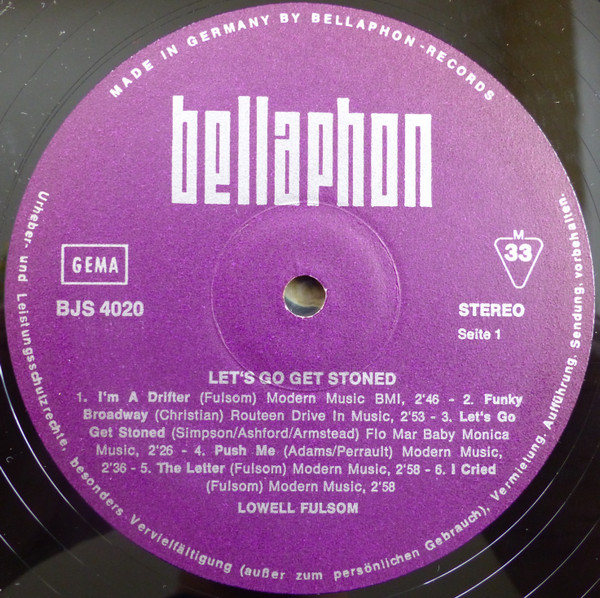 MADE IN GERMANY BY BELLAPHON-RECORDS
bellaphon
GEMA
BJS 4020
M
33
STEREO
Seite 1
LET'S GO GET STONED
1. I'm A Drifter (Fulsom) Modern Music BMI, 2'46 - 2. Funky
Broadway (Christian) Routeen Drive In Music, 2'53 - 3. Let's Go
Get Stoned (Simpson/Ashford/Armstead) Flo Mar Baby Monica
Music, 2'26 - 4. Push Me (Adams/Perrault) Modern Music,
2'36 - 5. The Letter (Fulsom) Modern Music, 2'58 - 6. I Cried
(Fulsom) Modern Music, 2'58
LOWELL FULSOM
Urheber- und Leistungsschutzrechte, besonders Vervielfältigung (außer zum persönlichen Gebrauch), Vermietung, Aufführung, Sendung, vorbehalten.